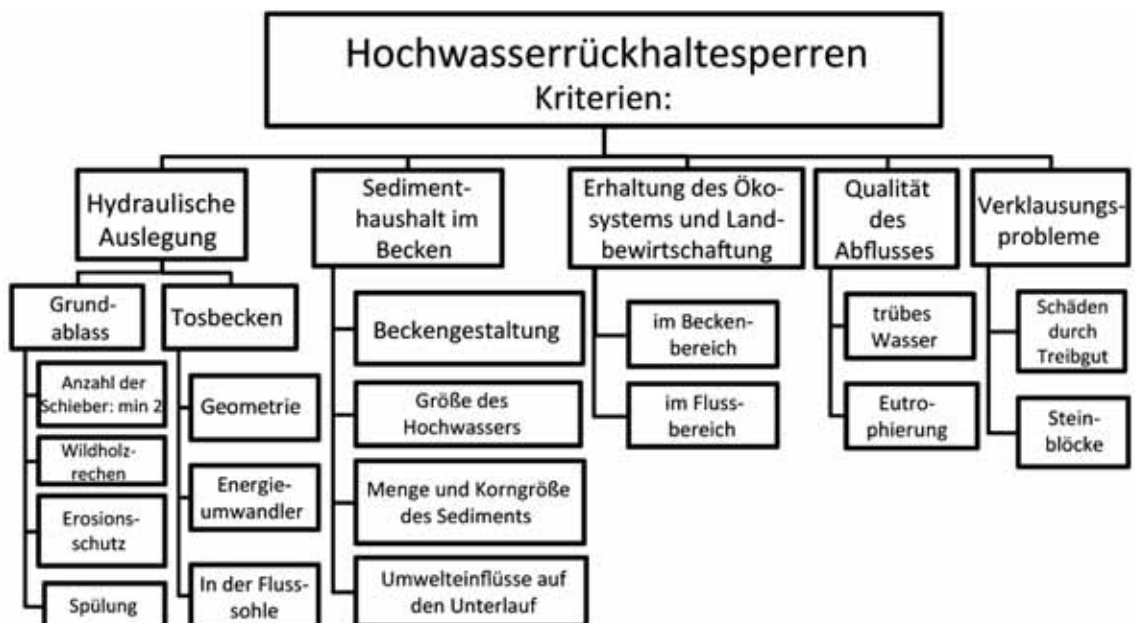 Hochwasserrückhaltesperren
Kriterien:
Hydraulische
Auslegung
Grund-
ablass
Anzahl der
Schieber: min 2
Wildholz-
rechen
Erosions-
schutz
Spülung
Tosbecken
Geometrie
Energie-
umwandler
In der Fluss-
sohle
Sediment-
haushalt im
Becken
Beckengestaltung
Größe des
Hochwassers
Menge und Korngröße
des Sediments
Umwelteinflüsse auf
den Unterlauf
Erhaltung des Öko-
systems und Land-
bewirtschaftung
im Becken-
bereich
im Fluss-
bereich
Qualität
des
Abflusses
trübes
Wasser
Eutro-
phierung
Verklausungs-
probleme
Schäden
durch
Treibgut
Stein-
blöcke